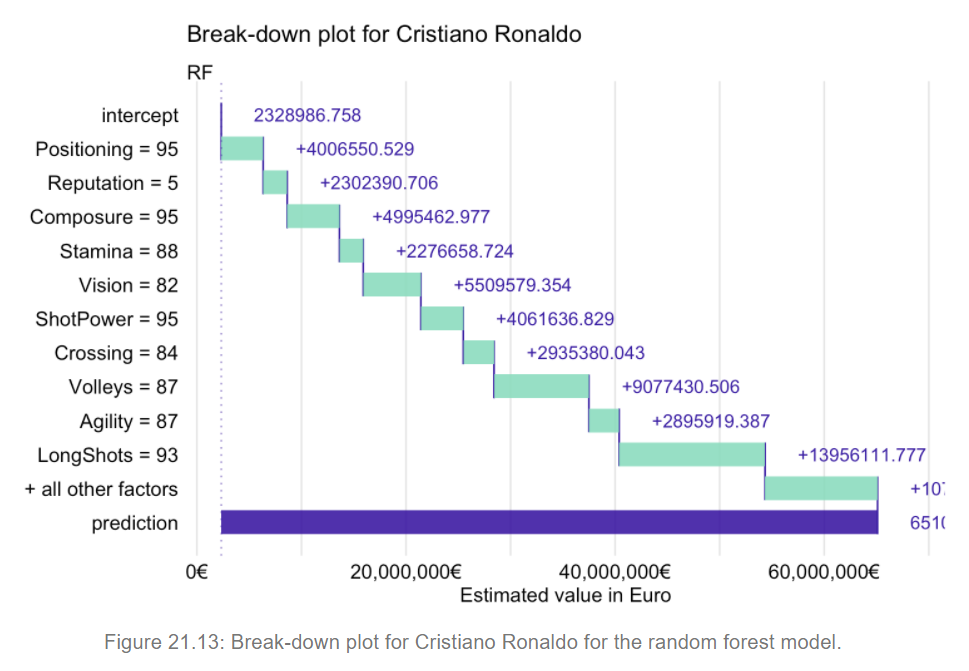 Break-down plot for Cristiano Ronaldo
RF
intercept 2328986.758
Positioning = 95 +4006550.529
Reputation = 5 +2302390.706
Composure = 95 +4995462.977
Stamina = 88 +2276658.724
Vision = 82 +5509579.354
ShotPower = 95 +4061636.829
Crossing = 84 +2935380.043
Volleys = 87 +9077430.506
Agility = 87 +2895919.387
LongShots = 93 +13956111.777
+ all other factors
prediction
0€ 20,000,000€ 40,000,000€ 60,000,000€
Estimated value in Euro
Figure 21.13: Break-down plot for Cristiano Ronaldo for the random forest model.